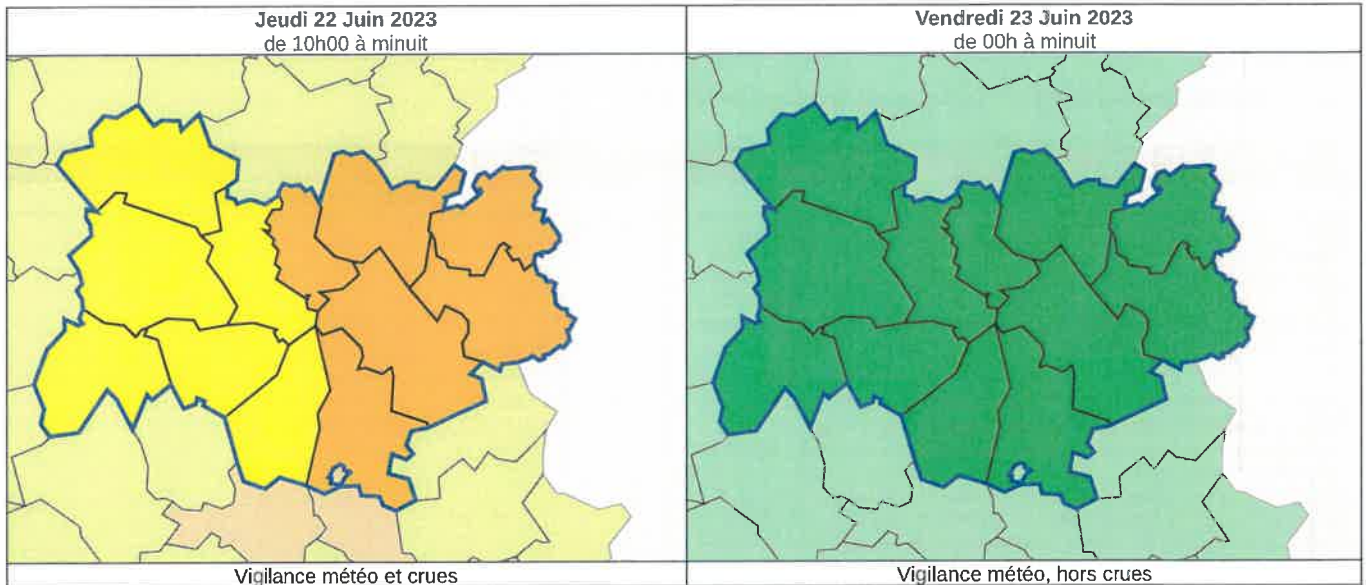 Jeudi 22 Juin 2023
de 10h00 à minuit
Vendredi 23 Juin 2023
de 00h à minuit
Vigilance météo et crues
Vigilance météo, hors crues